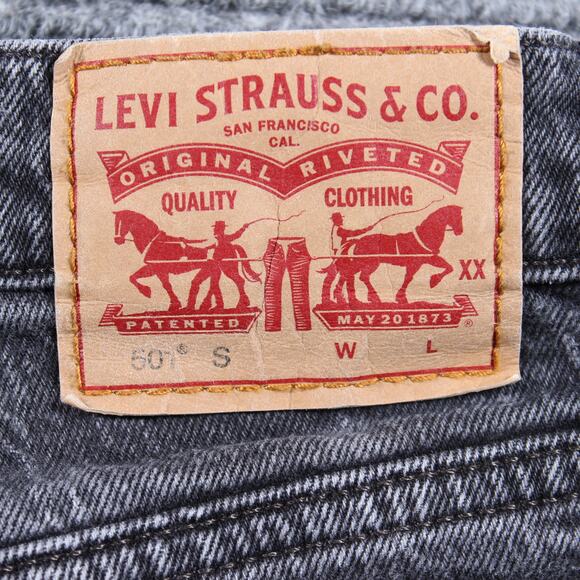 LEVI STRAUSS & CO.
SAN FRANCISCO
CAL.
ORIGINAL RIVETED
QUALITY CLOTHING
XX
PATENTED MAY 20 1873 ®
501® S W L